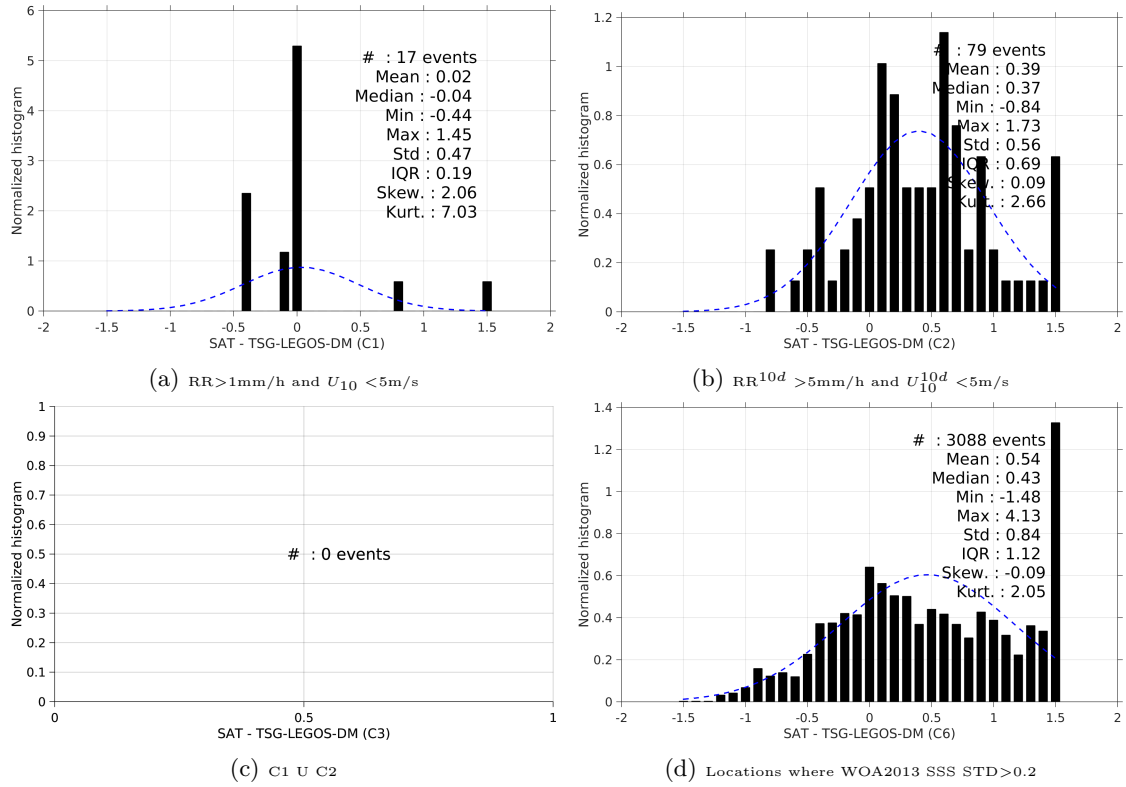 6
5
4
3
2
1
0
Normalized histogram
# : 17 events
Mean : 0.02
Median : -0.04
Min : -0.44
Max : 1.45
Std : 0.47
IQR : 0.19
Skew. : 2.06
Kurt. : 7.03
-2 -1.5 -1 -0.5 0 0.5 1 1.5 2
SAT - TSG-LEGOS-DM (C1)
(a) RR>1mm/h and U10 <5m/s
1.2
1
0.8
0.6
0.4
0.2
0
Normalized histogram
# : 79 events
Mean : 0.39
Median : 0.37
Min : -0.84
Max : 1.73
Std : 0.56
IQR : 0.69
Skew. : 0.09
Kurt. : 2.66
-2 -1.5 -1 -0.5 0 0.5 1 1.5 2
SAT - TSG-LEGOS-DM (C2)
(b) RR^10d >5mm/h and U10^10d <5m/s
1
0.9
0.8
0.7
0.6
0.5
0.4
0.3
0.2
0.1
0
Normalized histogram
# : 0 events
0 0.5 1
SAT - TSG-LEGOS-DM (C3)
(c) C1 U C2
1.4
1.2
1
0.8
0.6
0.4
0.2
0
Normalized histogram
# : 3088 events
Mean : 0.54
Median : 0.43
Min : -1.48
Max : 4.13
Std : 0.84
IQR : 1.12
Skew. : -0.09
Kurt. : 2.05
-2 -1.5 -1 -0.5 0 0.5 1 1.5 2
SAT - TSG-LEGOS-DM (C6)
(d) Locations where WOA2013 SSS STD>0.2